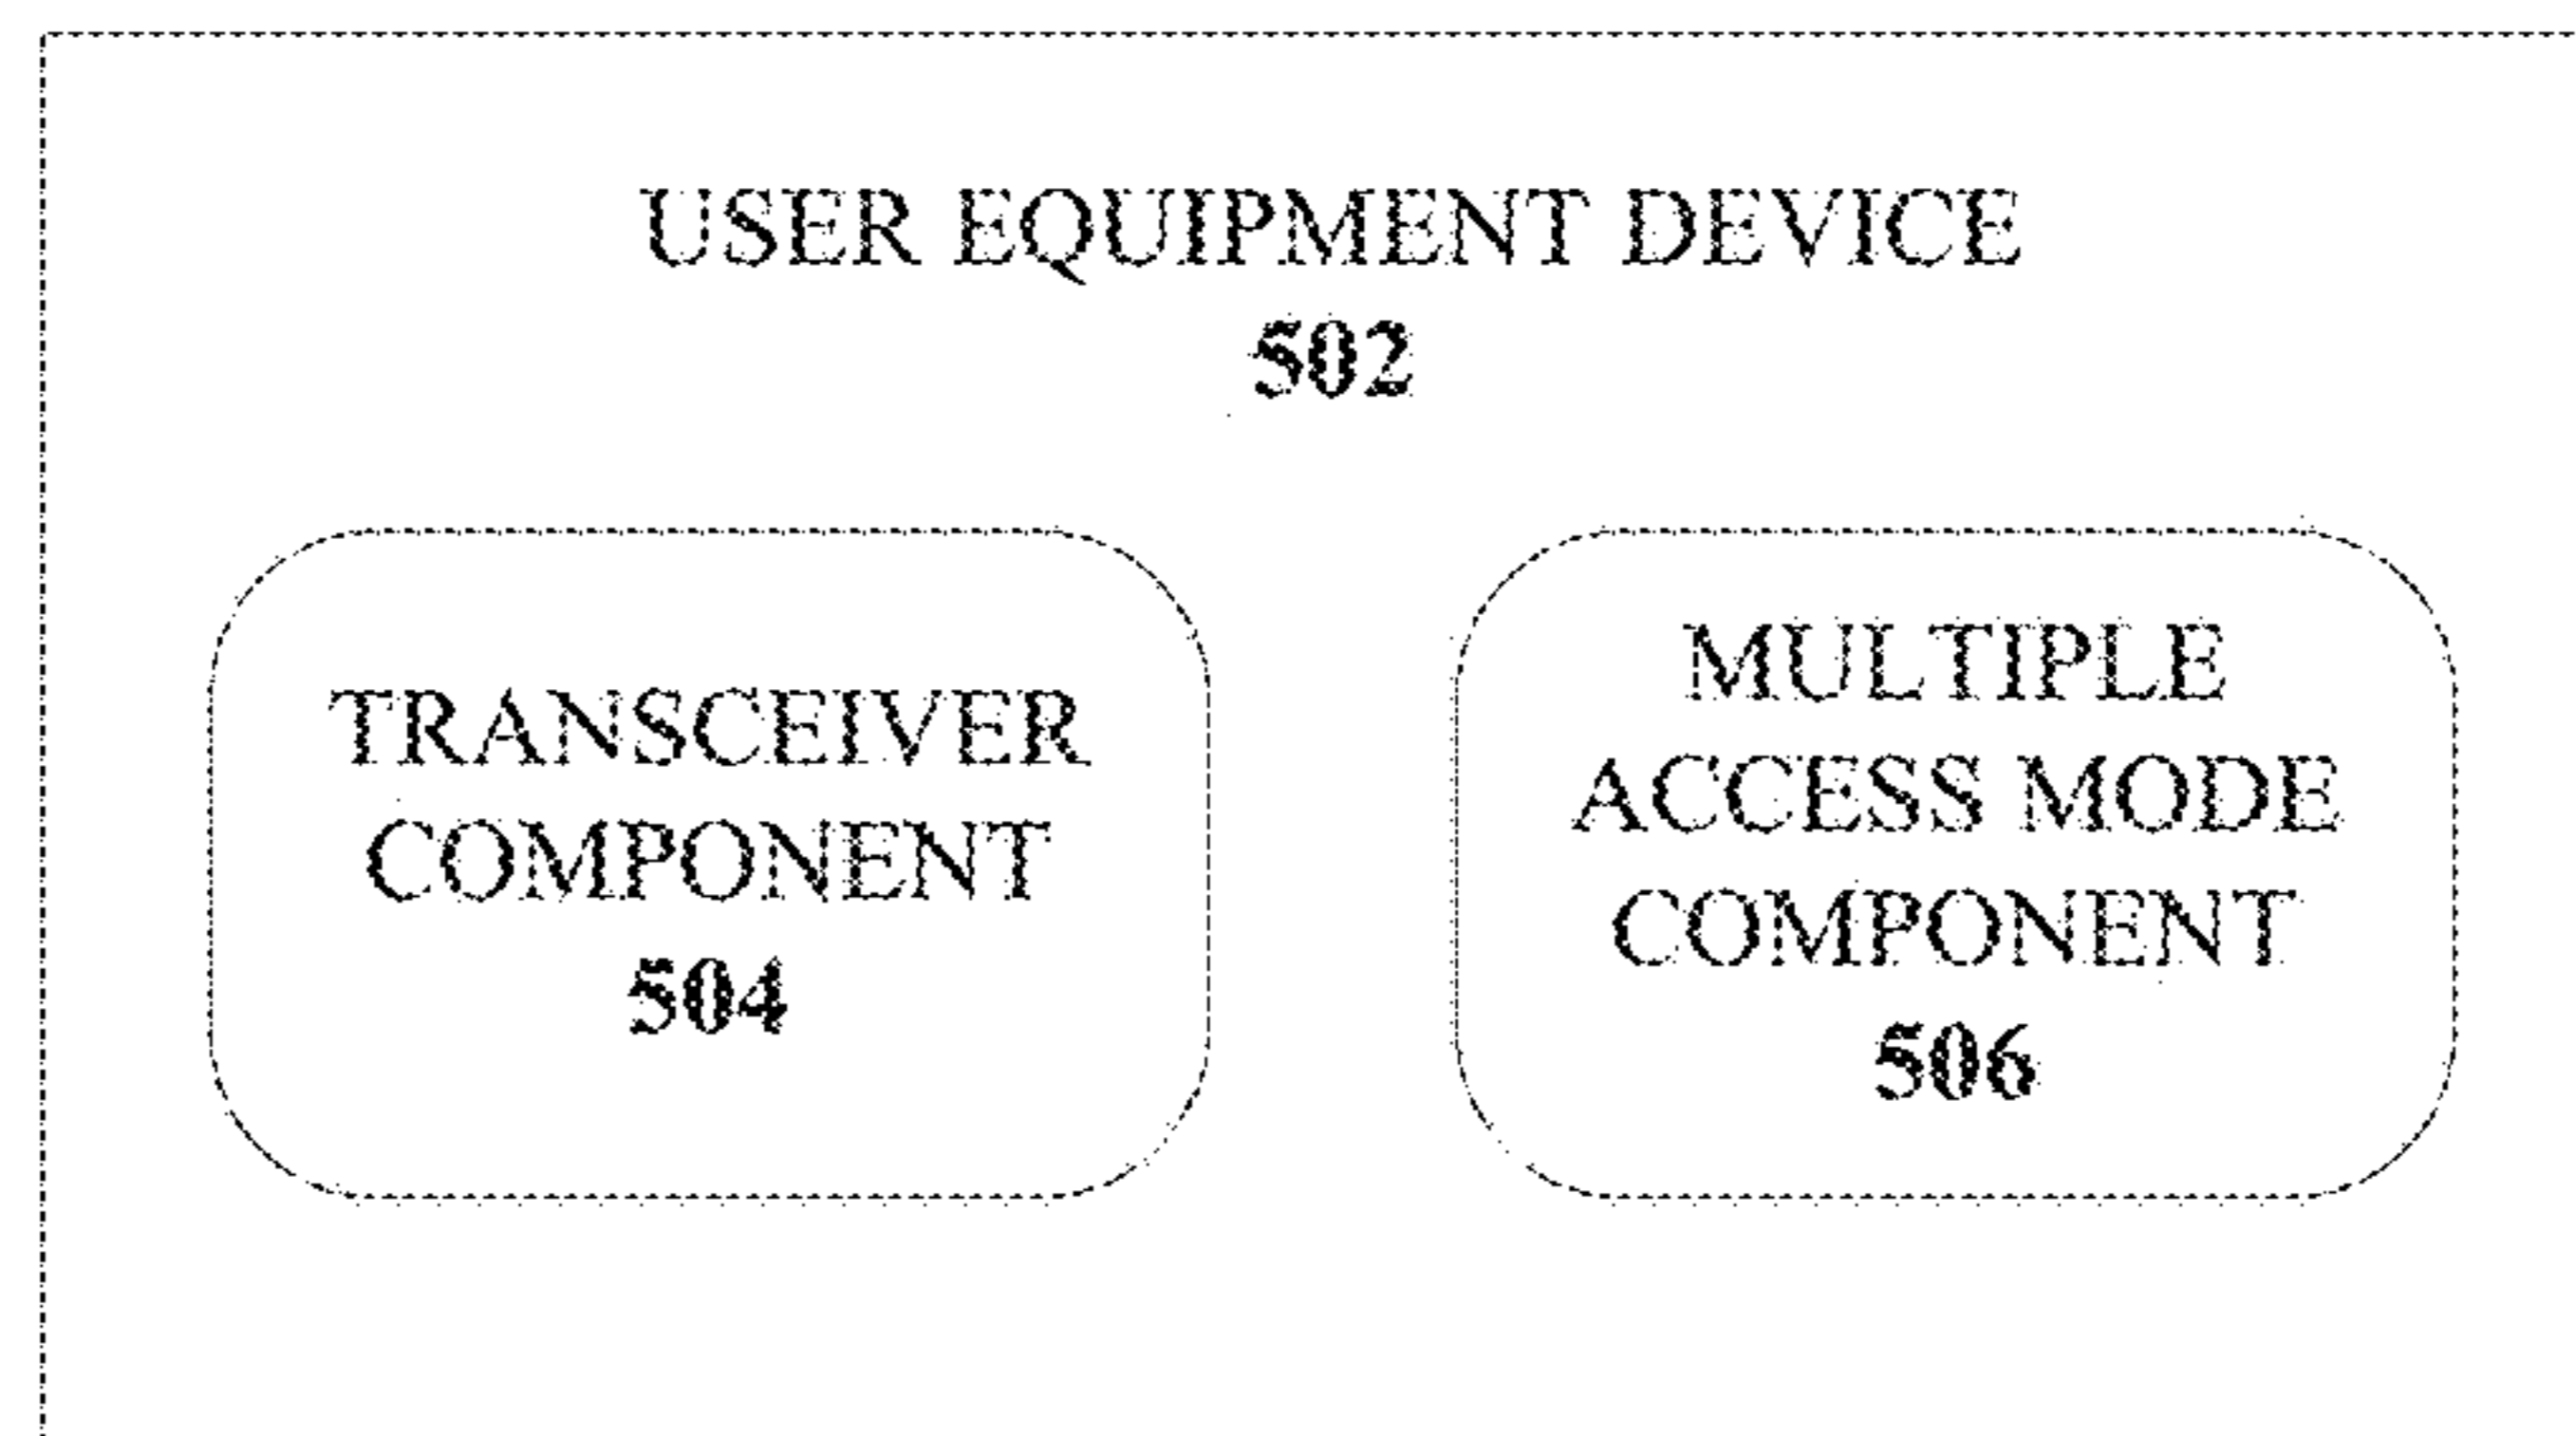 USER EQUIPMENT DEVICE
502
TRANSCEIVER
COMPONENT
504
MULTIPLE
ACCESS MODE
COMPONENT
506